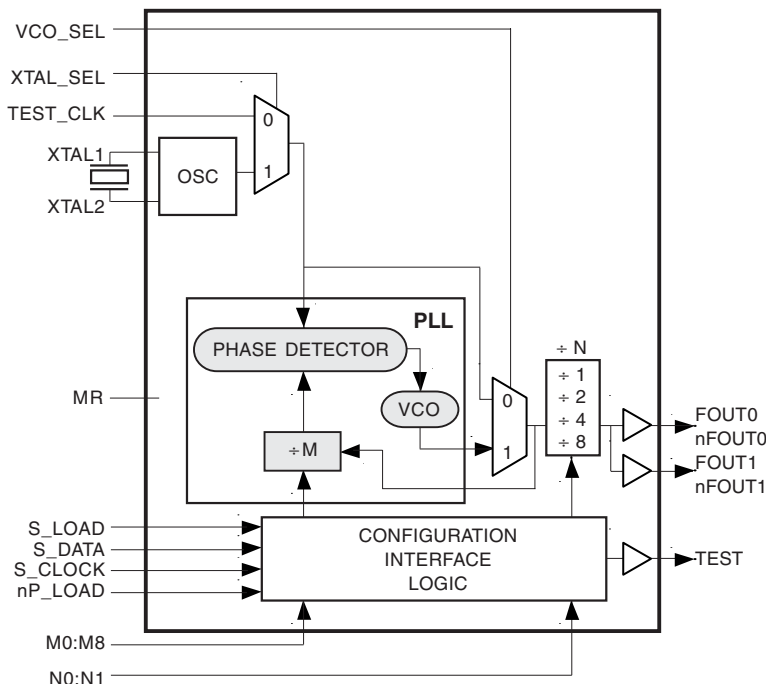 VCO_SEL
XTAL_SEL
TEST_CLK
0
XTAL1
OSC
1
XTAL2
PLL
PHASE DETECTOR
÷ N
÷ 1
÷ 2
÷ 4
÷ 8
MR
VCO
0
1
FOUT0
nFOUT0
FOUT1
nFOUT1
÷M
S_LOAD
S_DATA
S_CLOCK
nP_LOAD
CONFIGURATION
INTERFACE
LOGIC
TEST
M0:M8
N0:N1